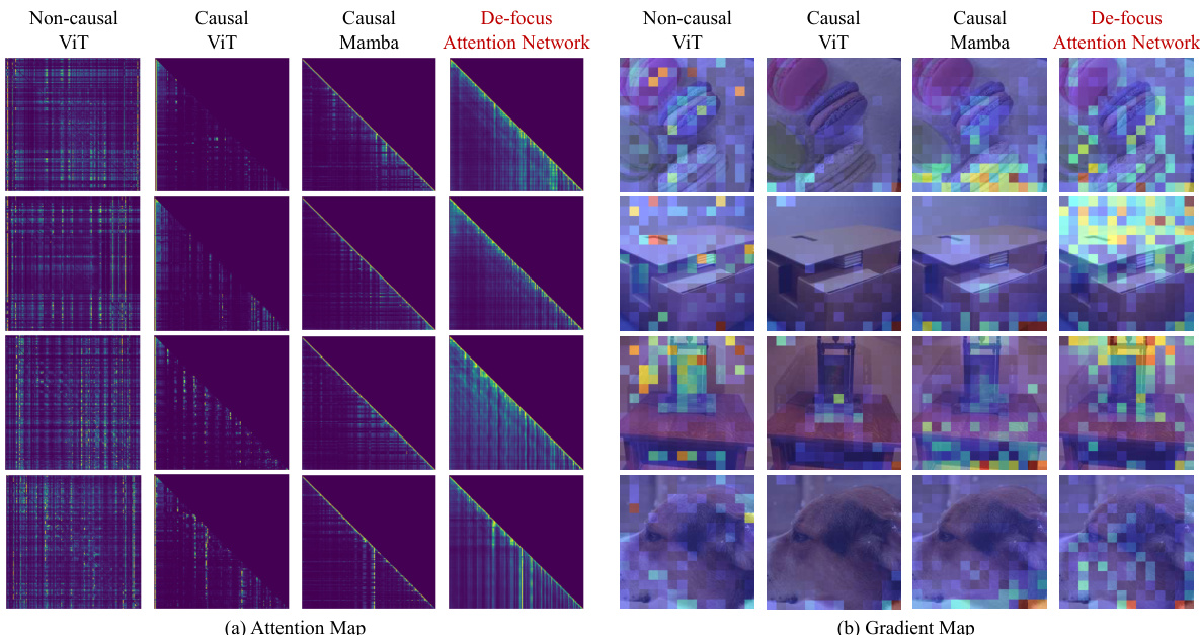 Non-causal
ViT
Causal
ViT
Causal
Mamba
De-focus
Attention Network
Non-causal
ViT
Causal
ViT
Causal
Mamba
De-focus
Attention Network
(a) Attention Map
(b) Gradient Map